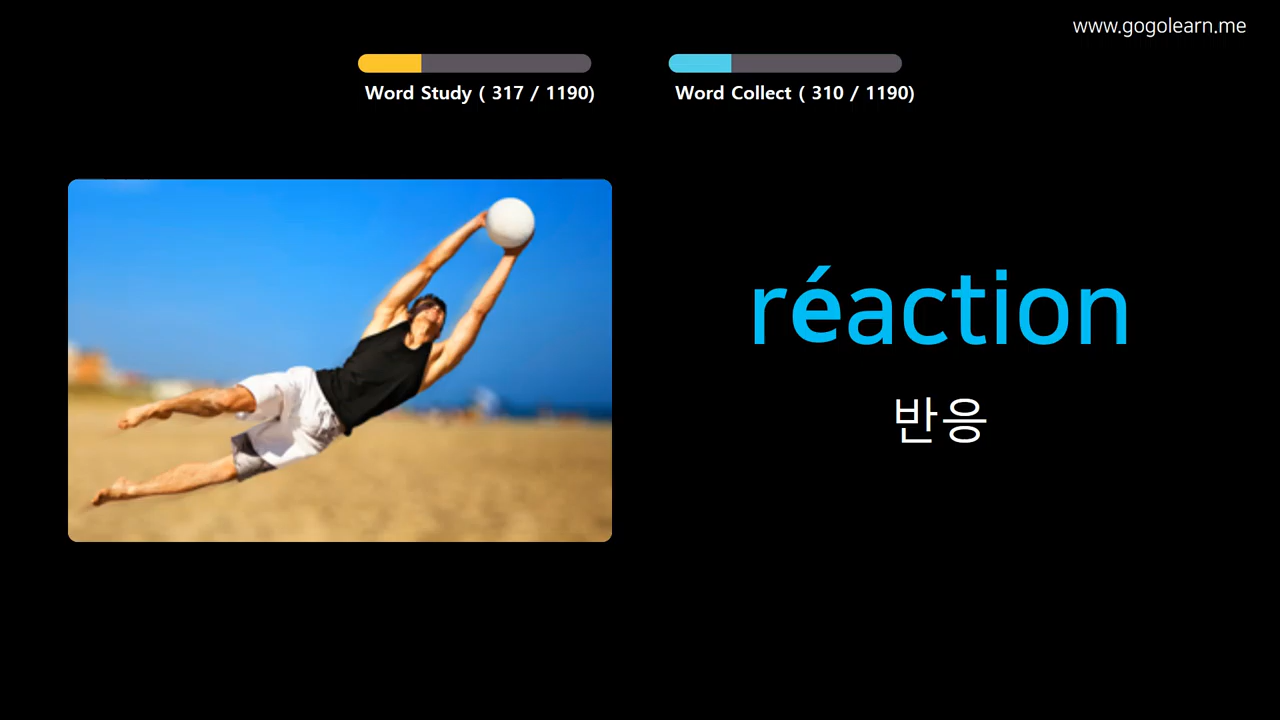 www.gogolearn.me
Word Study ( 317 / 1190)
Word Collect ( 310 / 1190)
réaction
반응